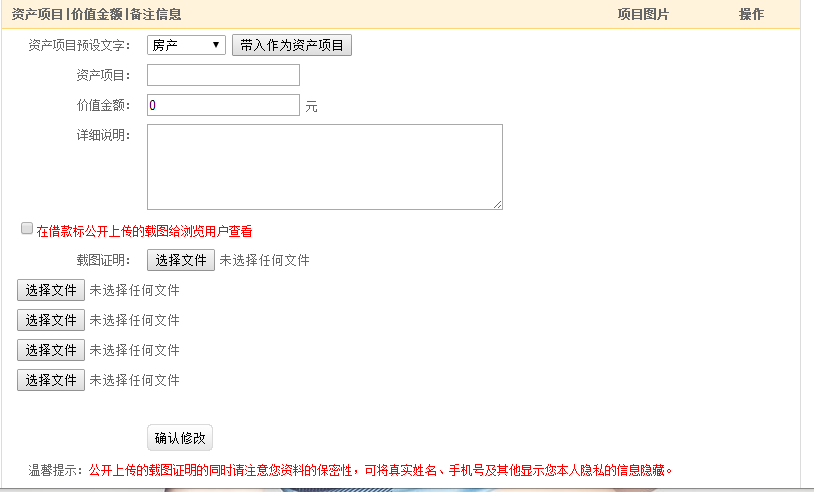 资产项目|价值金额|备注信息 项目图片 操作
资产项目预设文字： 房产 带入作为资产项目
资产项目：
价值金额： 0 元
详细说明：
在借款标公开上传的载图给浏览用户查看
载图证明： 选择文件 未选择任何文件
选择文件 未选择任何文件
选择文件 未选择任何文件
选择文件 未选择任何文件
选择文件 未选择任何文件
确认修改
温馨提示：公开上传的载图证明的同时请注意您资料的保密性，可将真实姓名、手机号及其他显示您本人隐私的信息隐藏。